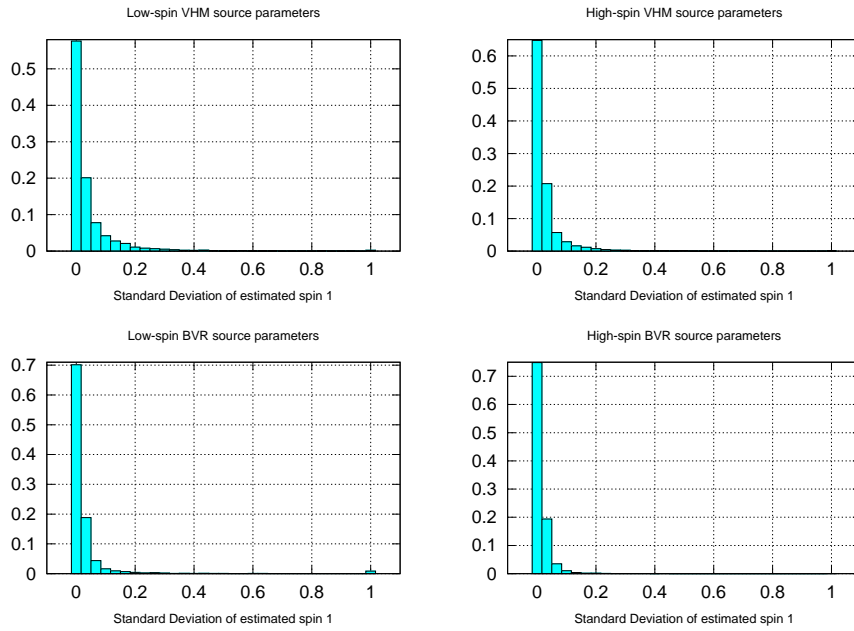 Low-spin VHM source parameters
0.5
0.4
0.3
0.2
0.1
0
0 0.2 0.4 0.6 0.8 1
Standard Deviation of estimated spin 1
High-spin VHM source parameters
0.6
0.5
0.4
0.3
0.2
0.1
0
0 0.2 0.4 0.6 0.8 1
Standard Deviation of estimated spin 1
Low-spin BVR source parameters
0.7
0.6
0.5
0.4
0.3
0.2
0.1
0
0 0.2 0.4 0.6 0.8 1
Standard Deviation of estimated spin 1
High-spin BVR source parameters
0.7
0.6
0.5
0.4
0.3
0.2
0.1
0
0 0.2 0.4 0.6 0.8 1
Standard Deviation of estimated spin 1